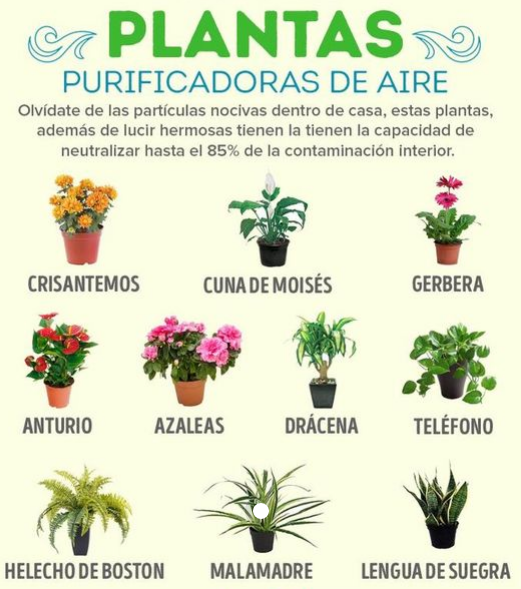 PLANTAS
PURIFICADORAS DE AIRE
Olvídate de las partículas nocivas dentro de casa, estas plantas,
además de lucir hermosas tienen la tienen la capacidad de
neutralizar hasta el 85% de la contaminación interior.
CRISANTEMOS
CUNA DE MOISÉS
GERBERA
ANTURIO
AZALEAS
DRÁCENA
TELÉFONO
HELECHO DE BOSTON
MALAMADRE
LENGUA DE SUEGRA